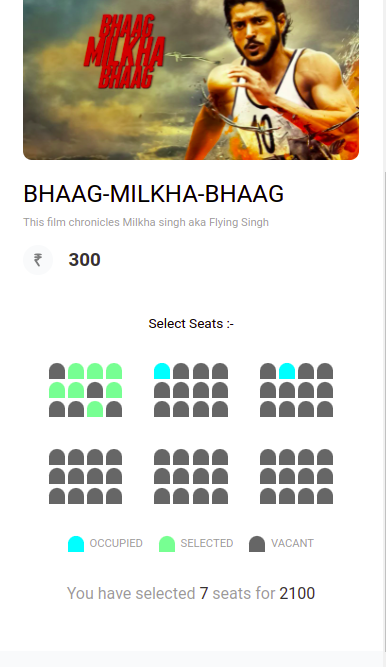 BHAAG
MILKHA
BHAAG
10
BHAAG-MILKHA-BHAAG
This film chronicles Milkha singh aka Flying Singh
₹ 300
Select Seats :-
OCCUPIED SELECTED VACANT
You have selected 7 seats for 2100